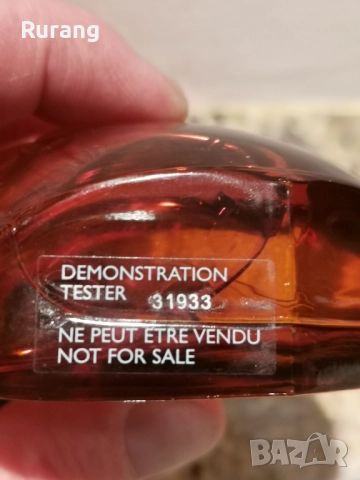 Rurang
DEMONSTRATION
TESTER 31933
NE PEUT ETRE VENDU
NOT FOR SALE
BAZAR